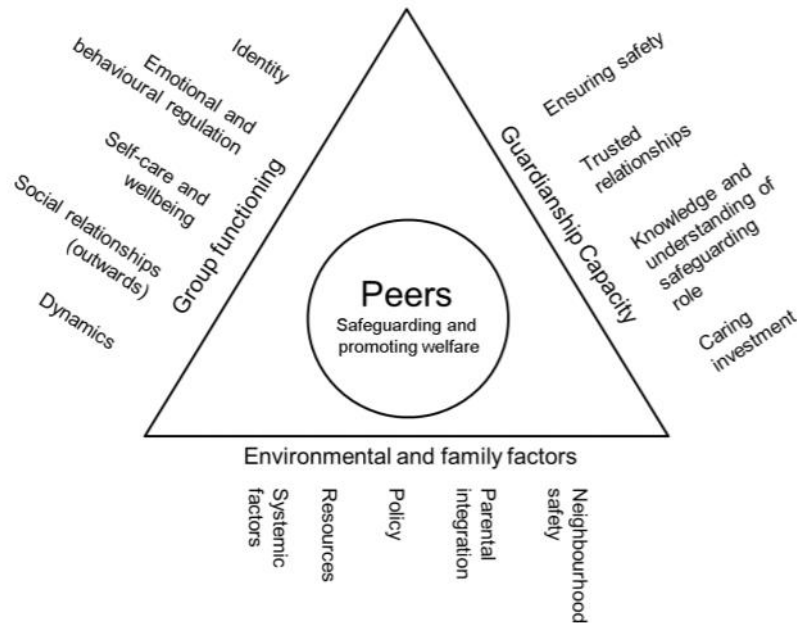 Identity
Emotional and
behavioural regulation
Self-care and
wellbeing
Social relationships
(outwards)
Dynamics
Group functioning
Ensuring safety
Trusted
relationships
Knowledge and
understanding of
safeguarding
role
Caring
investment
Guardianship Capacity
Peers
Safeguarding and
promoting welfare
Environmental and family factors
Systemic
factors
Resources
Policy
Parental
integration
Neighbourhood
safety